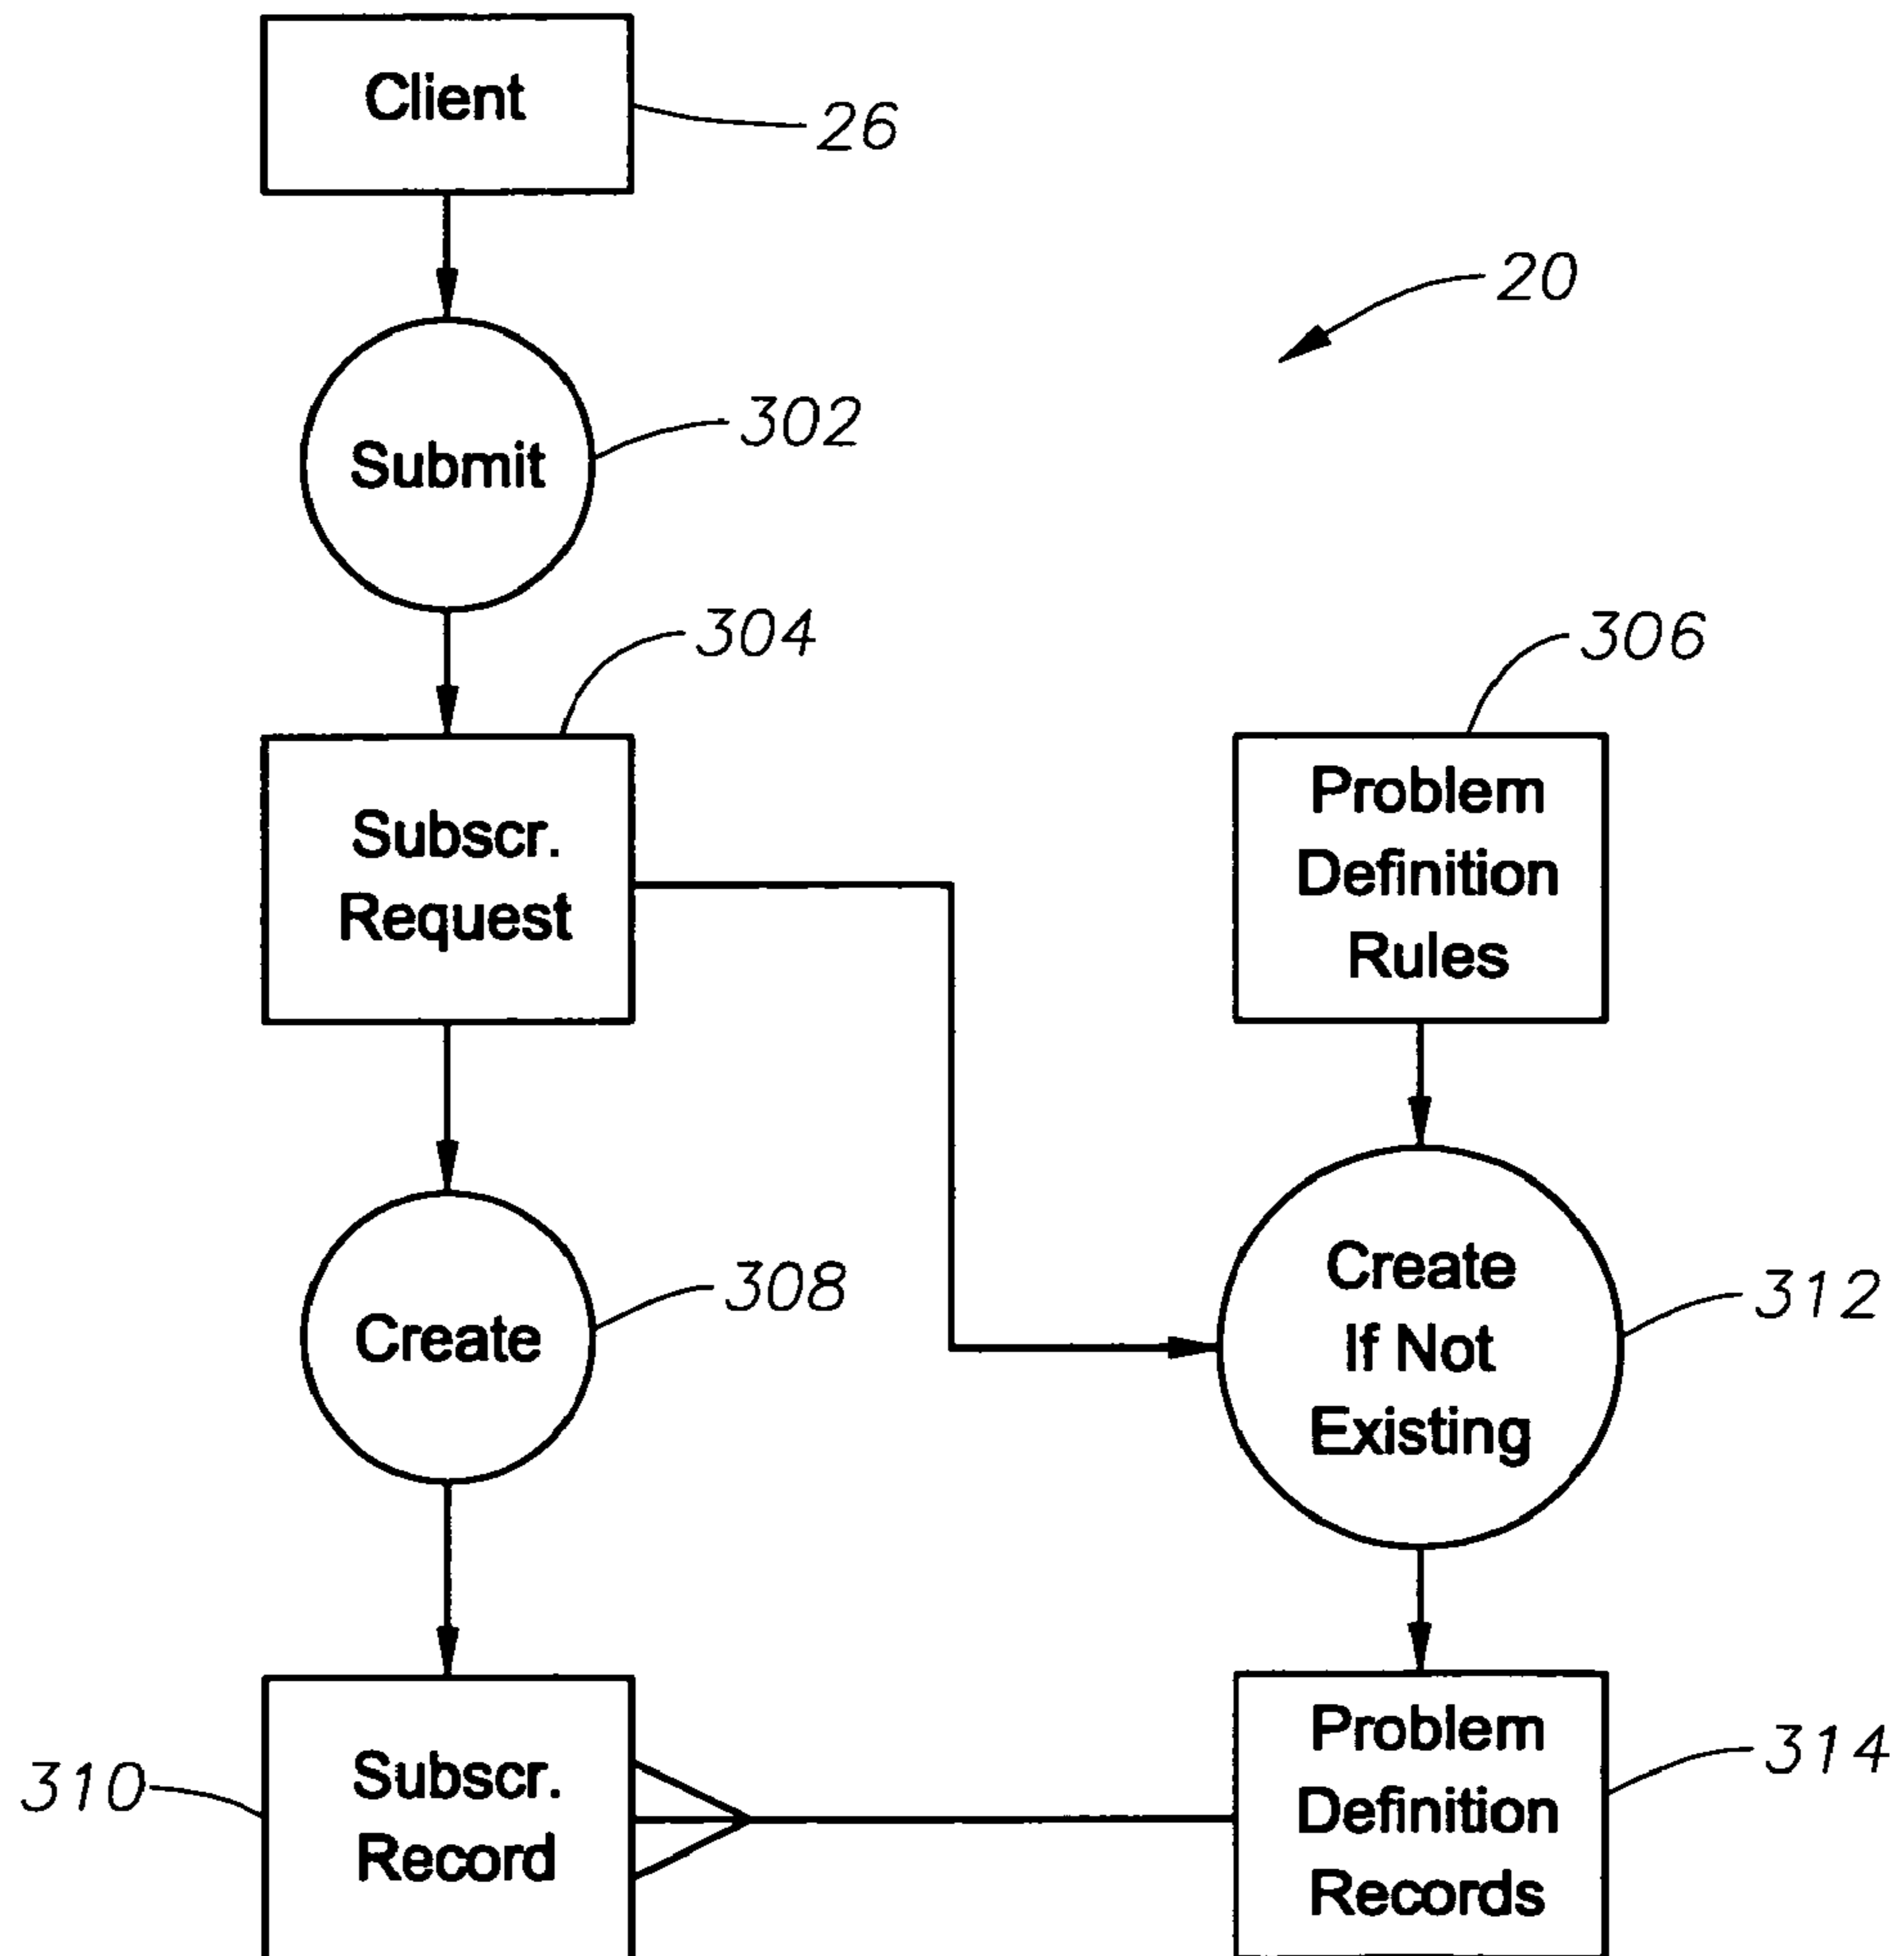 Client
26
20
Submit
302
304
306
Subscr.
Request
Problem
Definition
Rules
Create
308
Create
If Not
Existing
312
310
Subscr.
Record
Problem
Definition
Records
314